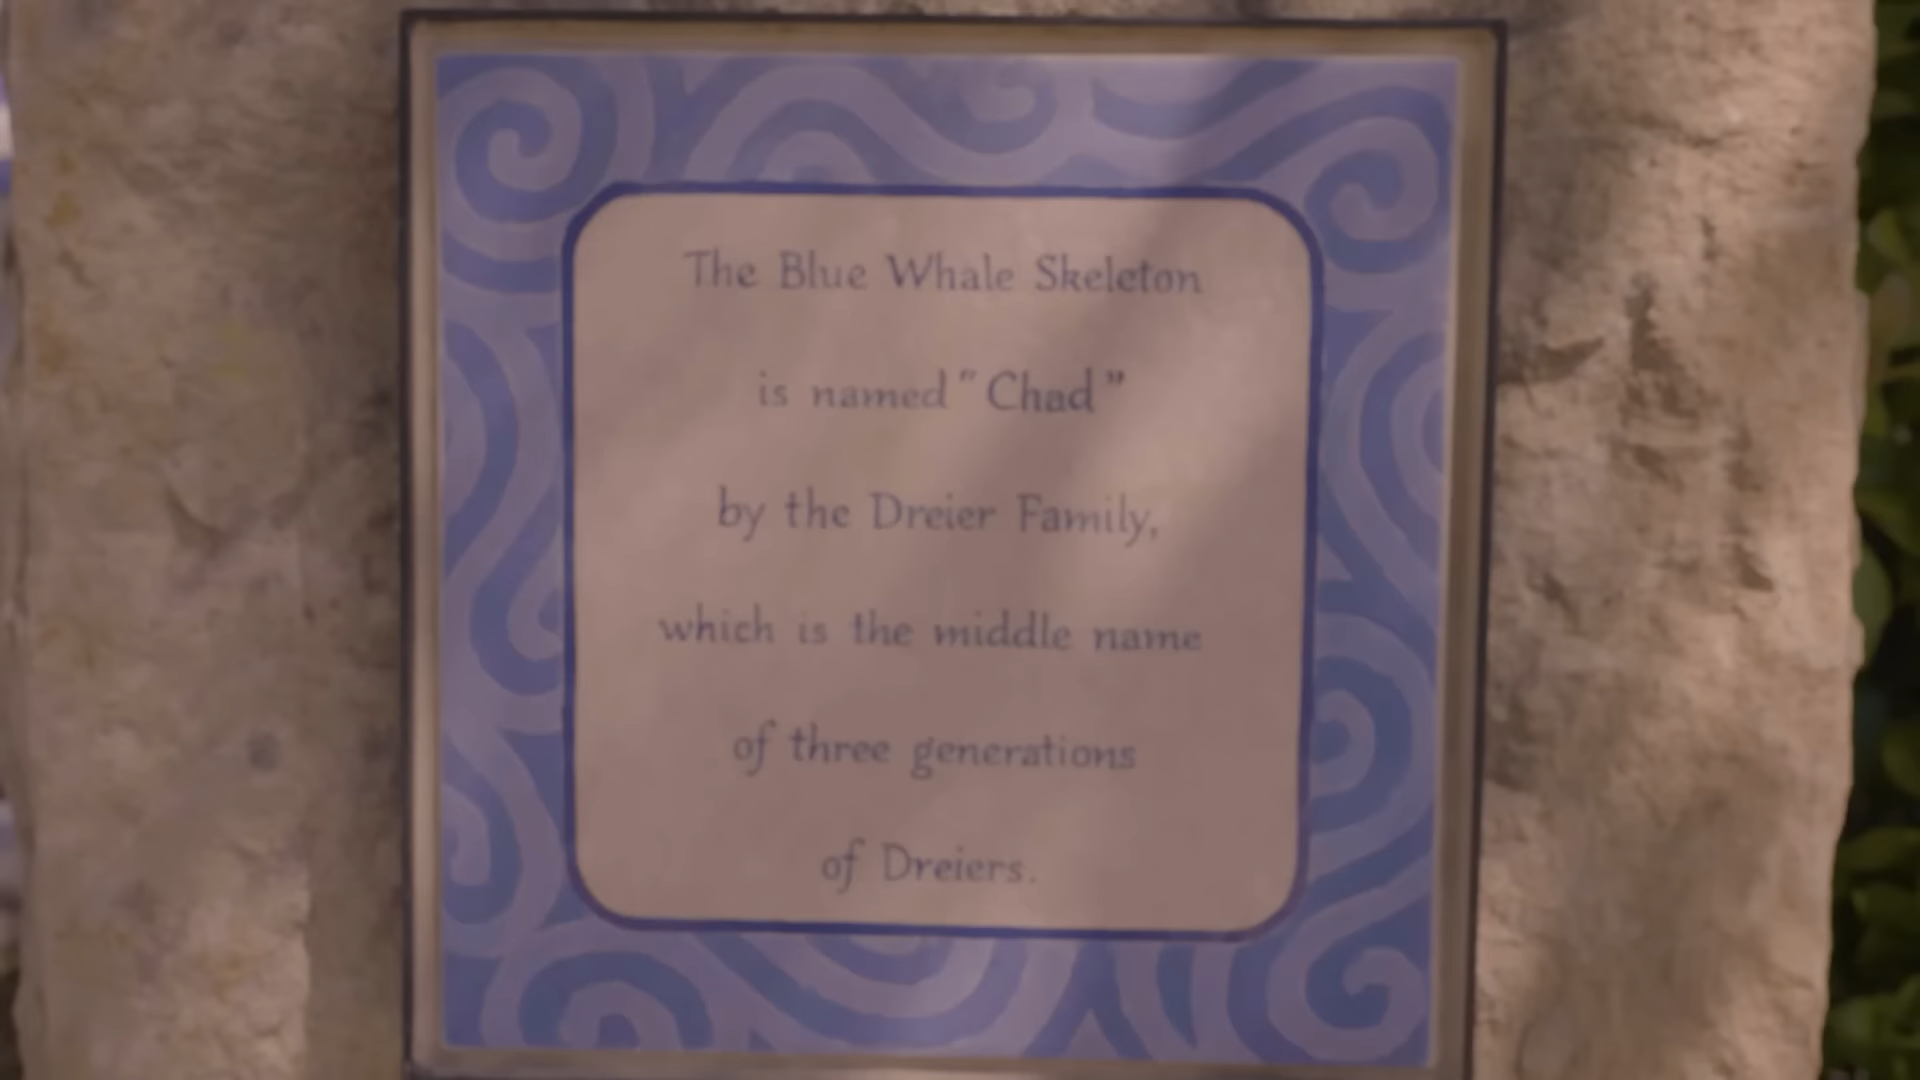 The Blue Whale Skeleton
is named "Chad"
by the Dreier Family,
which is the middle name
of three generations
of Dreiers.